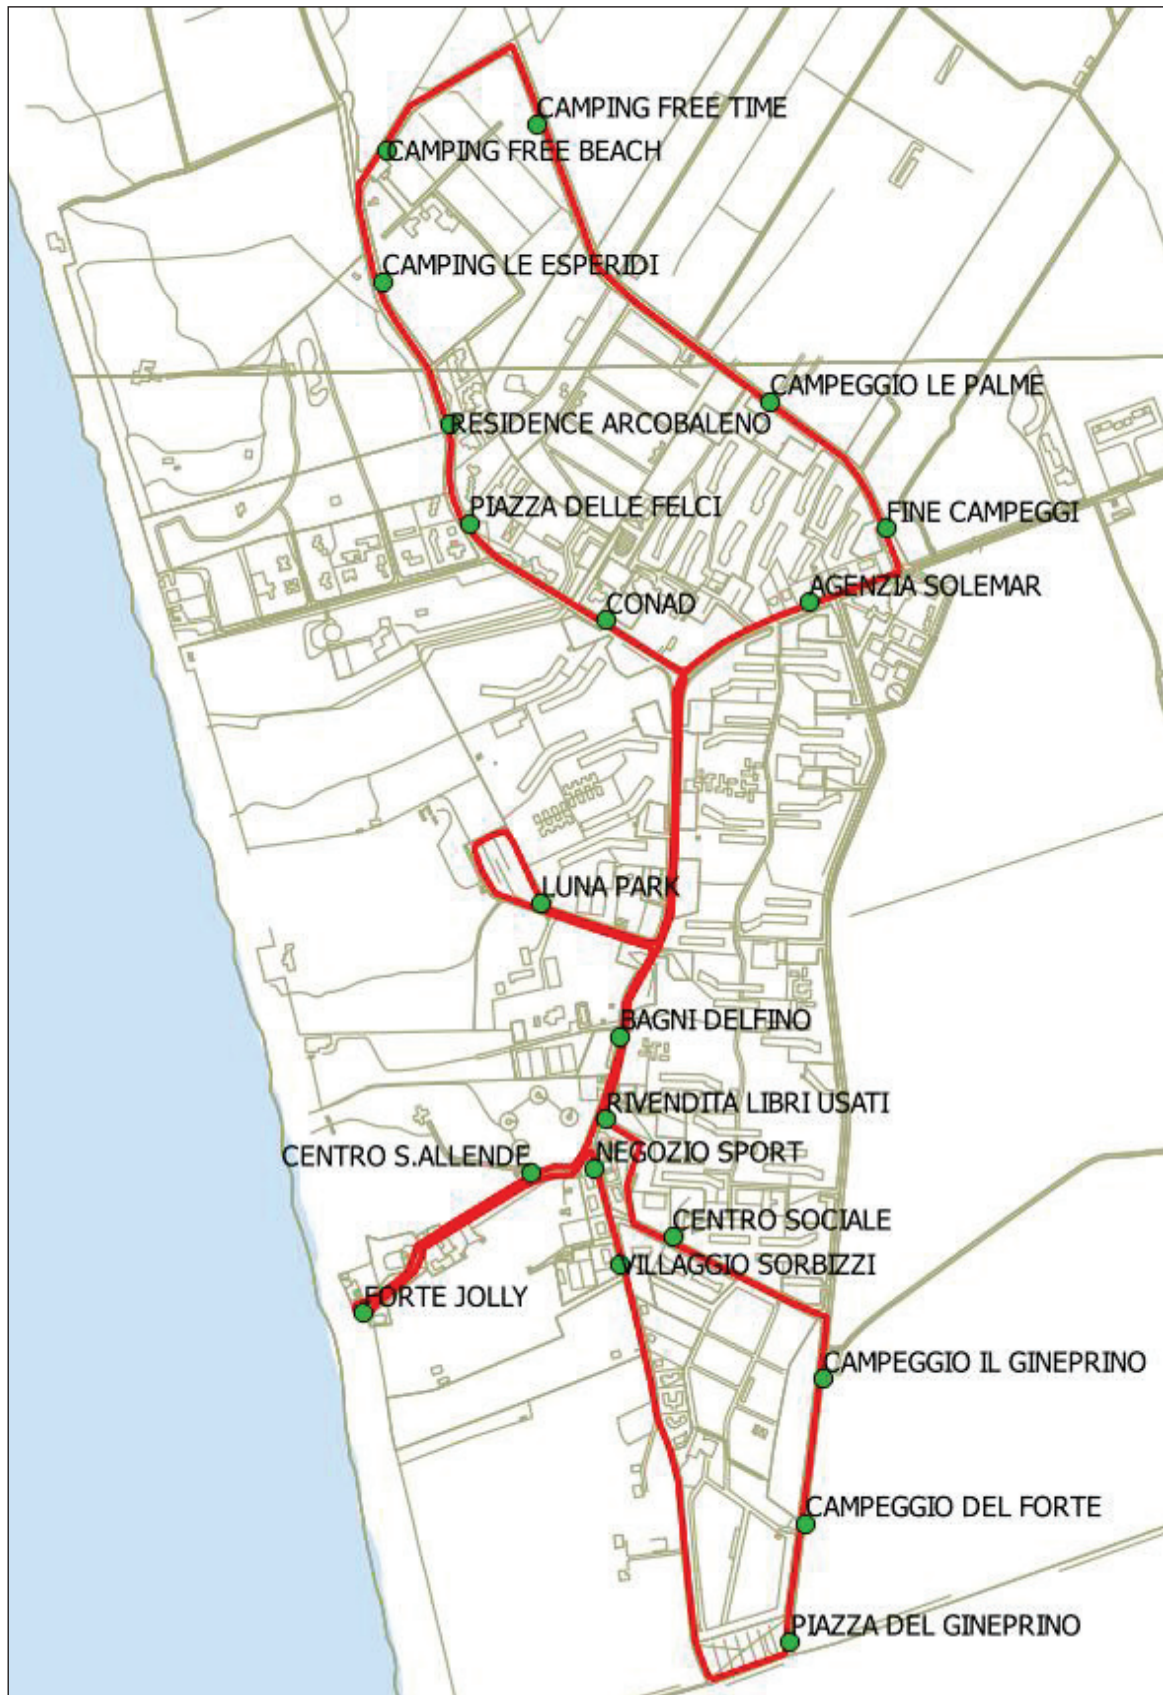 CAMPING FREE TIME
CAMPING FREE BEACH
CAMPING LE ESPERIDI
CAMPEGGIO LE PALME
RESIDENCE ARCOBALENO
PIAZZA DELLE FELCI
FINE CAMPEGGI
AGENZIA SOLEMAR
CONAD
LUNA PARK
BAGNI DELFINO
RIVENDITA LIBRI USATI
CENTRO S.ALLENDE
NEGOZIO SPORT
CENTRO SOCIALE
VILLAGGIO SORBIZZI
FORTE JOLLY
CAMPEGGIO IL GINEPRINO
CAMPEGGIO DEL FORTE
PIAZZA DEL GINEPRINO